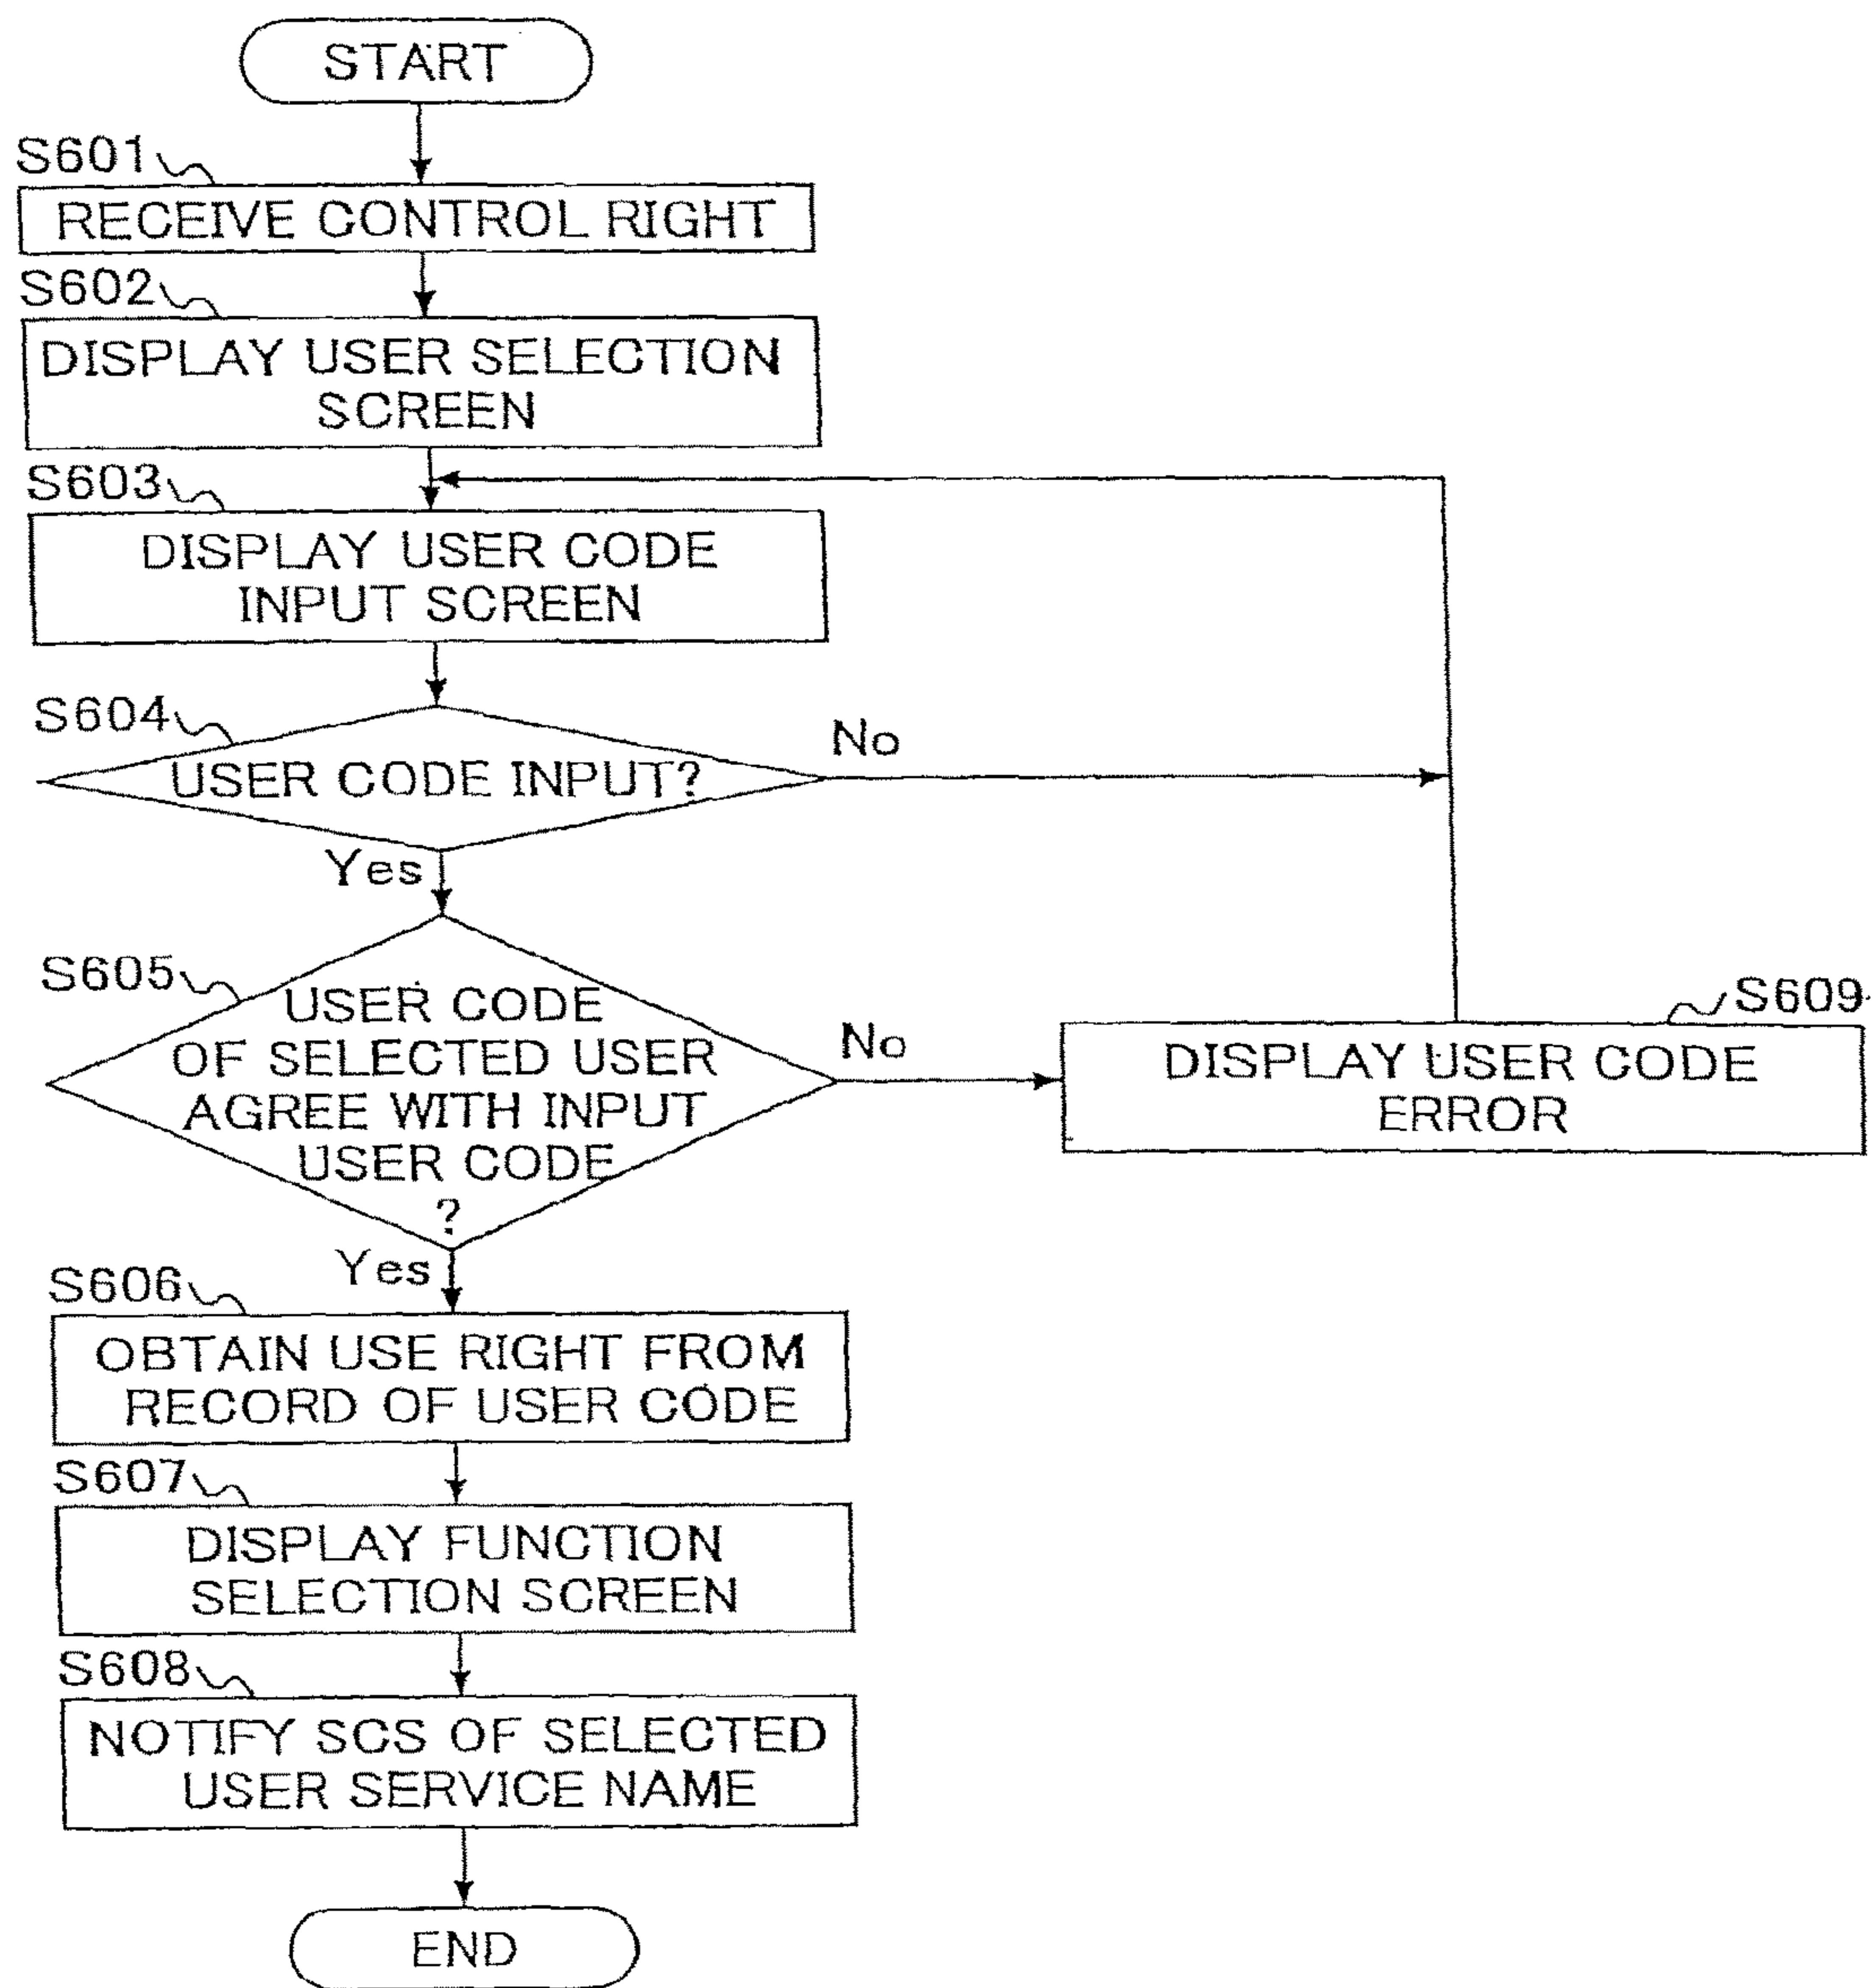 START
S601
RECEIVE CONTROL RIGHT
S602
DISPLAY USER SELECTION
SCREEN
S603
DISPLAY USER CODE
INPUT SCREEN
S604
USER CODE INPUT?
No
Yes
S605
USER CODE
OF SELECTED USER
AGREE WITH INPUT
USER CODE
?
No
S609
DISPLAY USER CODE
ERROR
Yes
S606
OBTAIN USE RIGHT FROM
RECORD OF USER CODE
S607
DISPLAY FUNCTION
SELECTION SCREEN
S608
NOTIFY SCS OF SELECTED
USER SERVICE NAME
END